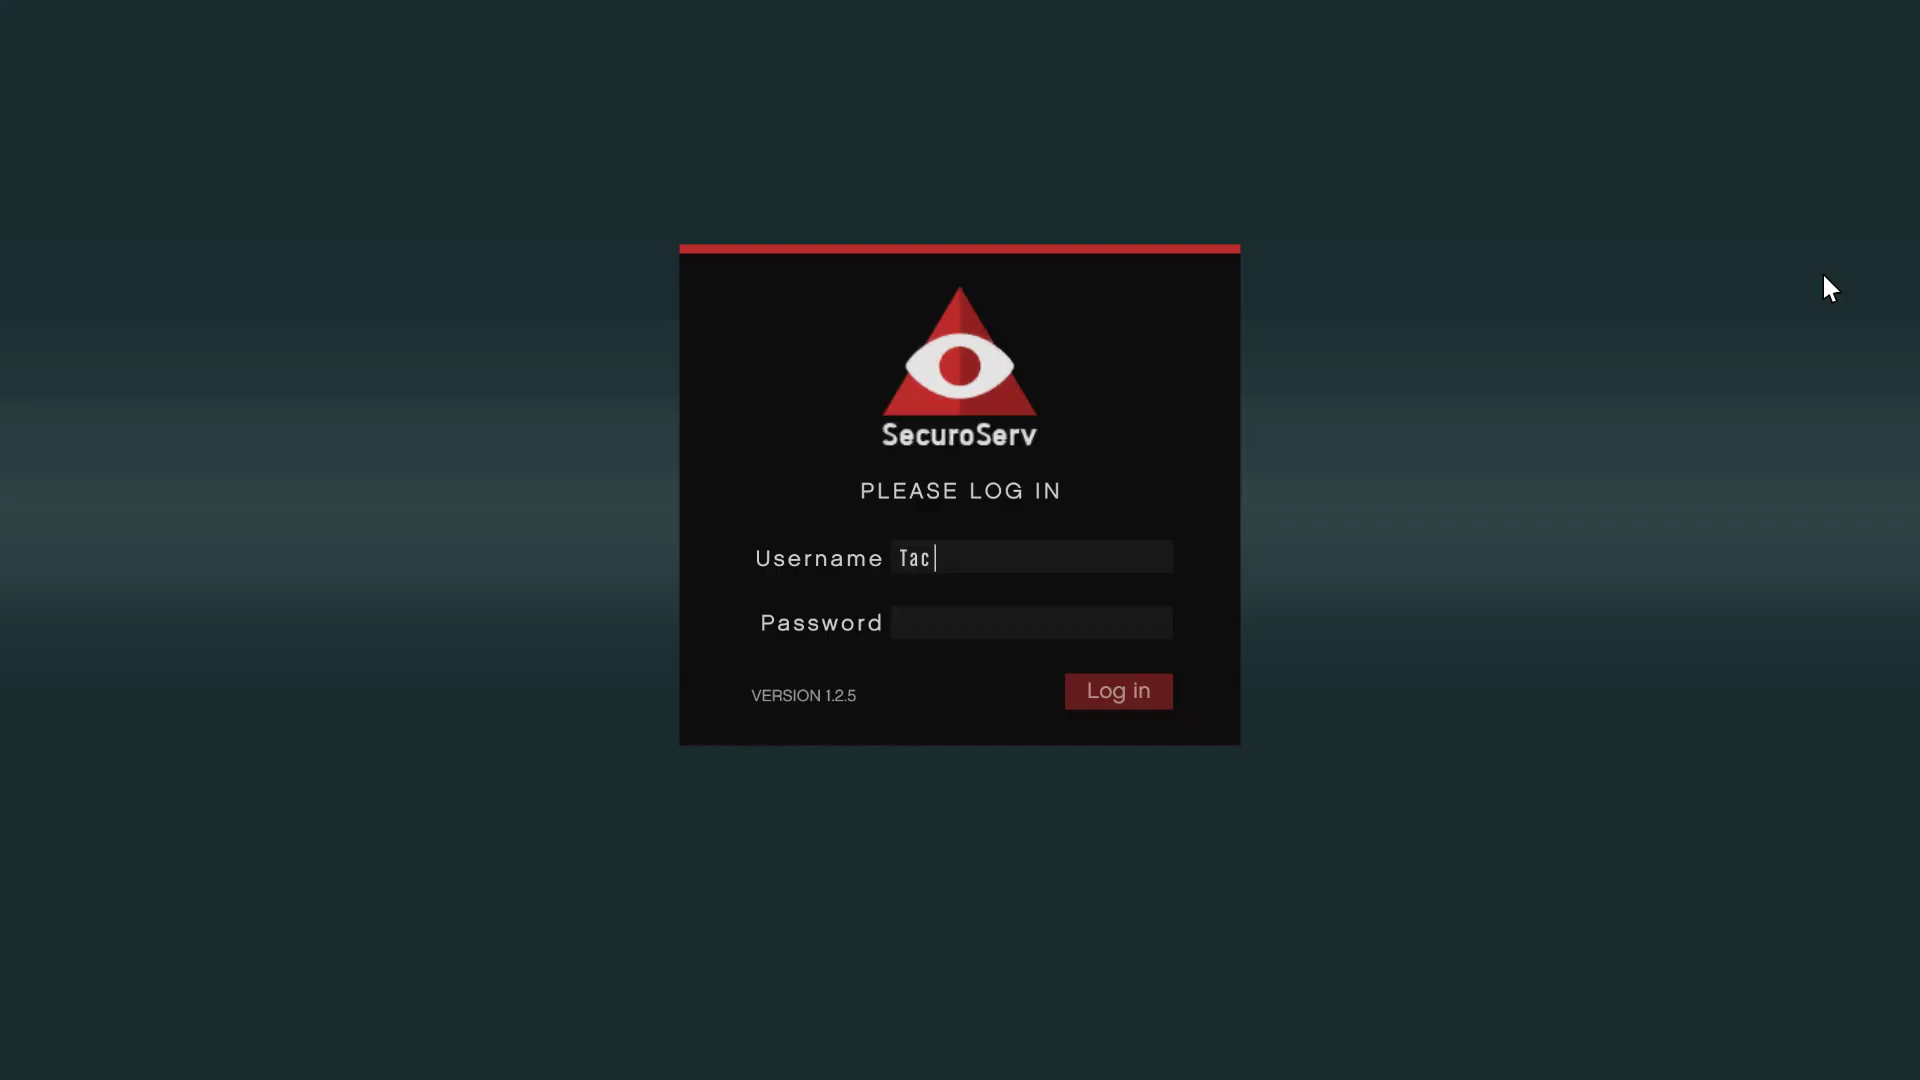 SecuroServ
PLEASE LOG IN
Username Tac
Password
VERSION 1.2.5
Log in